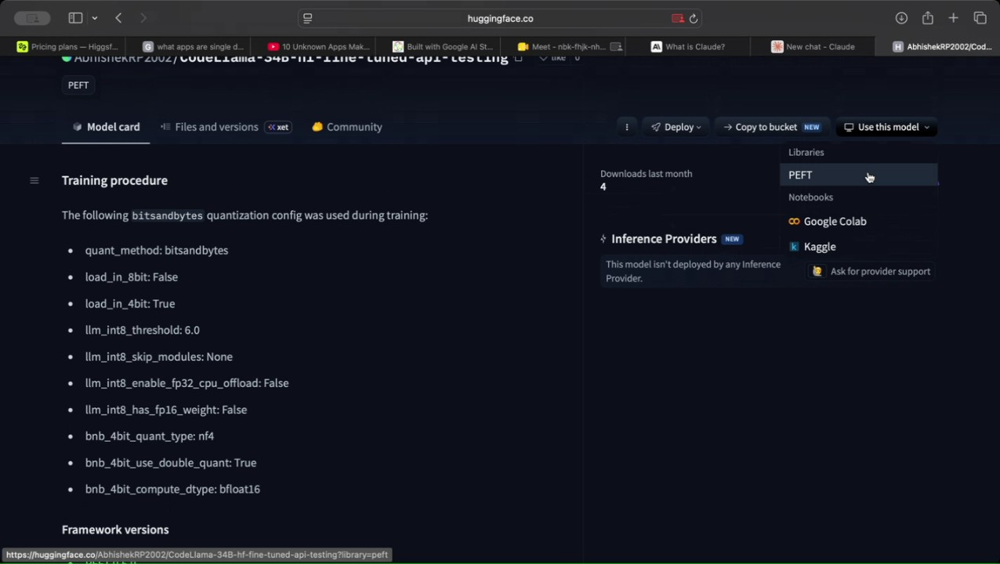 huggingface.co
Pricing plans — Higgsf...
what apps are single d...
10 Unknown Apps Mak...
Built with Google AI St...
Meet - nbk-fhjk-nh...
What is Claude?
New chat - Claude
AbhishekRP2002/Cod...
AbhishekRP2002/CodeLlama-34B-hf-fine-tuned-api-testing like 0
PEFT
Model card
Files and versions xet
Community
Deploy
Copy to bucket NEW
Use this model
Training procedure
The following bitsandbytes quantization config was used during training:
quant_method: bitsandbytes
load_in_8bit: False
load_in_4bit: True
llm_int8_threshold: 6.0
llm_int8_skip_modules: None
llm_int8_enable_fp32_cpu_offload: False
llm_int8_has_fp16_weight: False
bnb_4bit_quant_type: nf4
bnb_4bit_use_double_quant: True
bnb_4bit_compute_dtype: bfloat16
Framework versions
Downloads last month
4
Libraries
PEFT
Notebooks
Google Colab
Kaggle
Inference Providers NEW
This model isn't deployed by any Inference
Provider.
Ask for provider support
https://huggingface.co/AbhishekRP2002/CodeLlama-34B-hf-fine-tuned-api-testing?library=peft